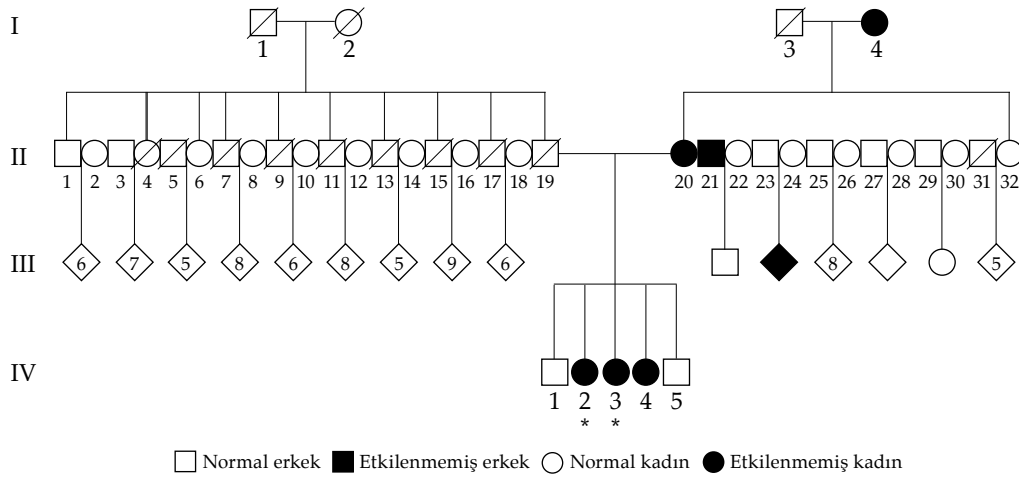 I
1 2 3 4
II
1 2 3 4 5 6 7 8 9 10 11 12 13 14 15 16 17 18 19 20 21 22 23 24 25 26 27 28 29 30 31 32
III
6 7 5 8 6 8 5 9 6 8 5
IV
1 2 3 4 5
* *
Normal erkek Etkilenmemiş erkek Normal kadın Etkilenmemiş kadın